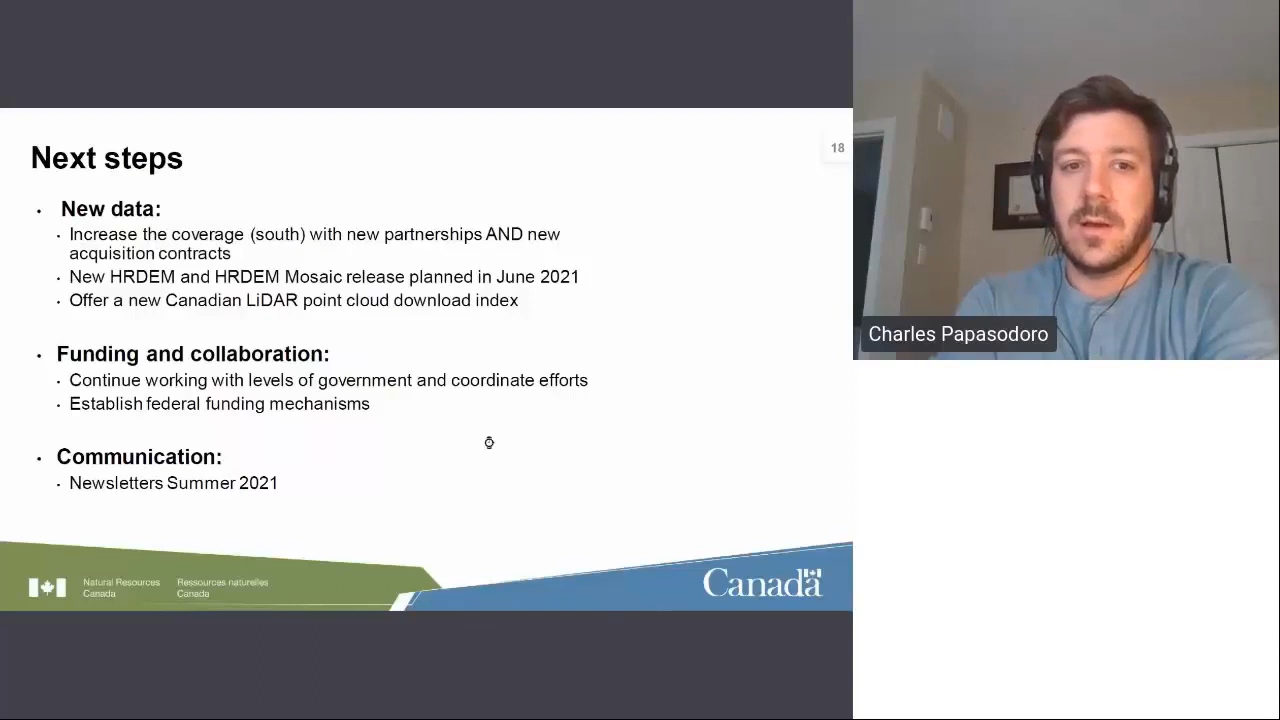 Next steps
18
• New data:
• Increase the coverage (south) with new partnerships AND new
acquisition contracts
• New HRDEM and HRDEM Mosaic release planned in June 2021
• Offer a new Canadian LiDAR point cloud download index
• Funding and collaboration:
• Continue working with levels of government and coordinate efforts
• Establish federal funding mechanisms
• Communication:
• Newsletters Summer 2021
Natural Resources
Canada
Ressources naturelles
Canada
Canada
Charles Papasodoro